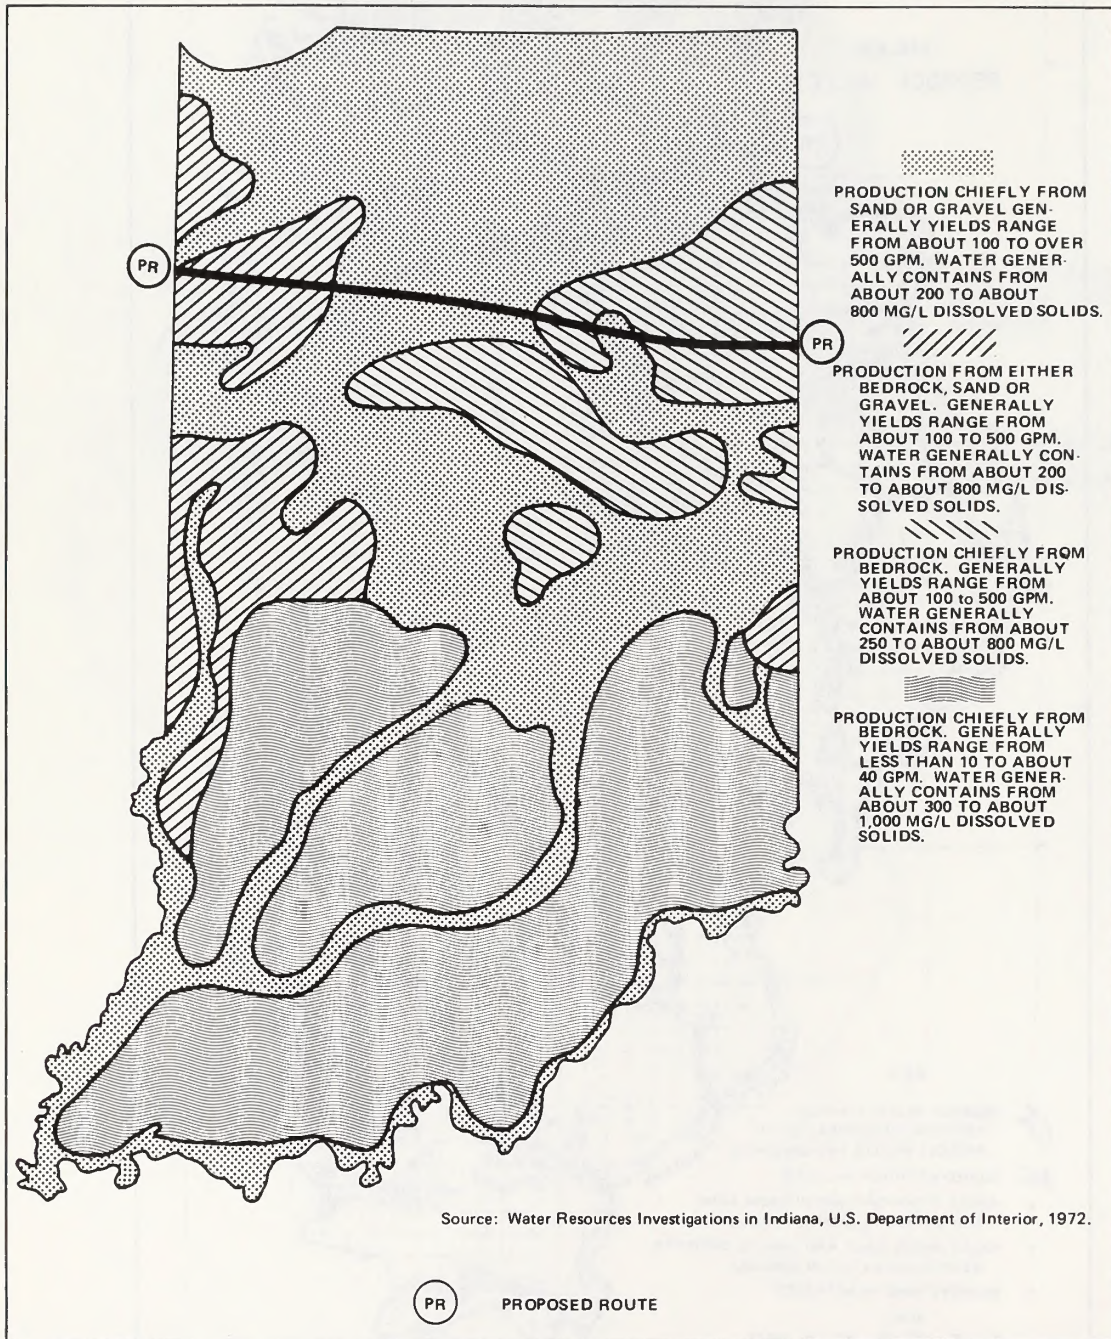 PR
PR
PRODUCTION CHIEFLY FROM
SAND OR GRAVEL GEN-
ERALLY YIELDS RANGE
FROM ABOUT 100 TO OVER
500 GPM. WATER GENER-
ALLY CONTAINS FROM
ABOUT 200 TO ABOUT
800 MG/L DISSOLVED SOLIDS.
PRODUCTION FROM EITHER
BEDROCK, SAND OR
GRAVEL. GENERALLY
YIELDS RANGE FROM
ABOUT 100 TO 500 GPM.
WATER GENERALLY CON-
TAINS FROM ABOUT 200
TO ABOUT 800 MG/L DIS-
SOLVED SOLIDS.
PRODUCTION CHIEFLY FROM
BEDROCK. GENERALLY
YIELDS RANGE FROM
ABOUT 100 to 500 GPM.
WATER GENERALLY
CONTAINS FROM ABOUT
250 TO ABOUT 800 MG/L
DISSOLVED SOLIDS.
PRODUCTION CHIEFLY FROM
BEDROCK. GENERALLY
YIELDS RANGE FROM
LESS THAN 10 TO ABOUT
40 GPM. WATER GENER-
ALLY CONTAINS FROM
ABOUT 300 TO ABOUT
1,000 MG/L DISSOLVED
SOLIDS.
Source: Water Resources Investigations in Indiana, U.S. Department of Interior, 1972.
PR PROPOSED ROUTE